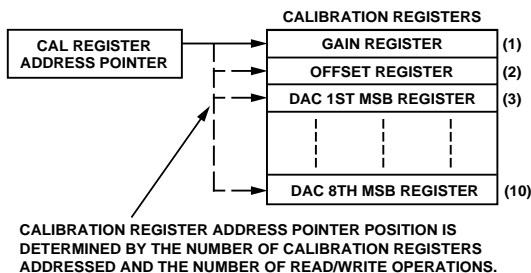 CALIBRATION REGISTERS
CAL REGISTER
ADDRESS POINTER
GAIN REGISTER (1)
OFFSET REGISTER (2)
DAC 1ST MSB REGISTER (3)
DAC 8TH MSB REGISTER (10)
CALIBRATION REGISTER ADDRESS POINTER POSITION IS
DETERMINED BY THE NUMBER OF CALIBRATION REGISTERS
ADDRESSED AND THE NUMBER OF READ/WRITE OPERATIONS.